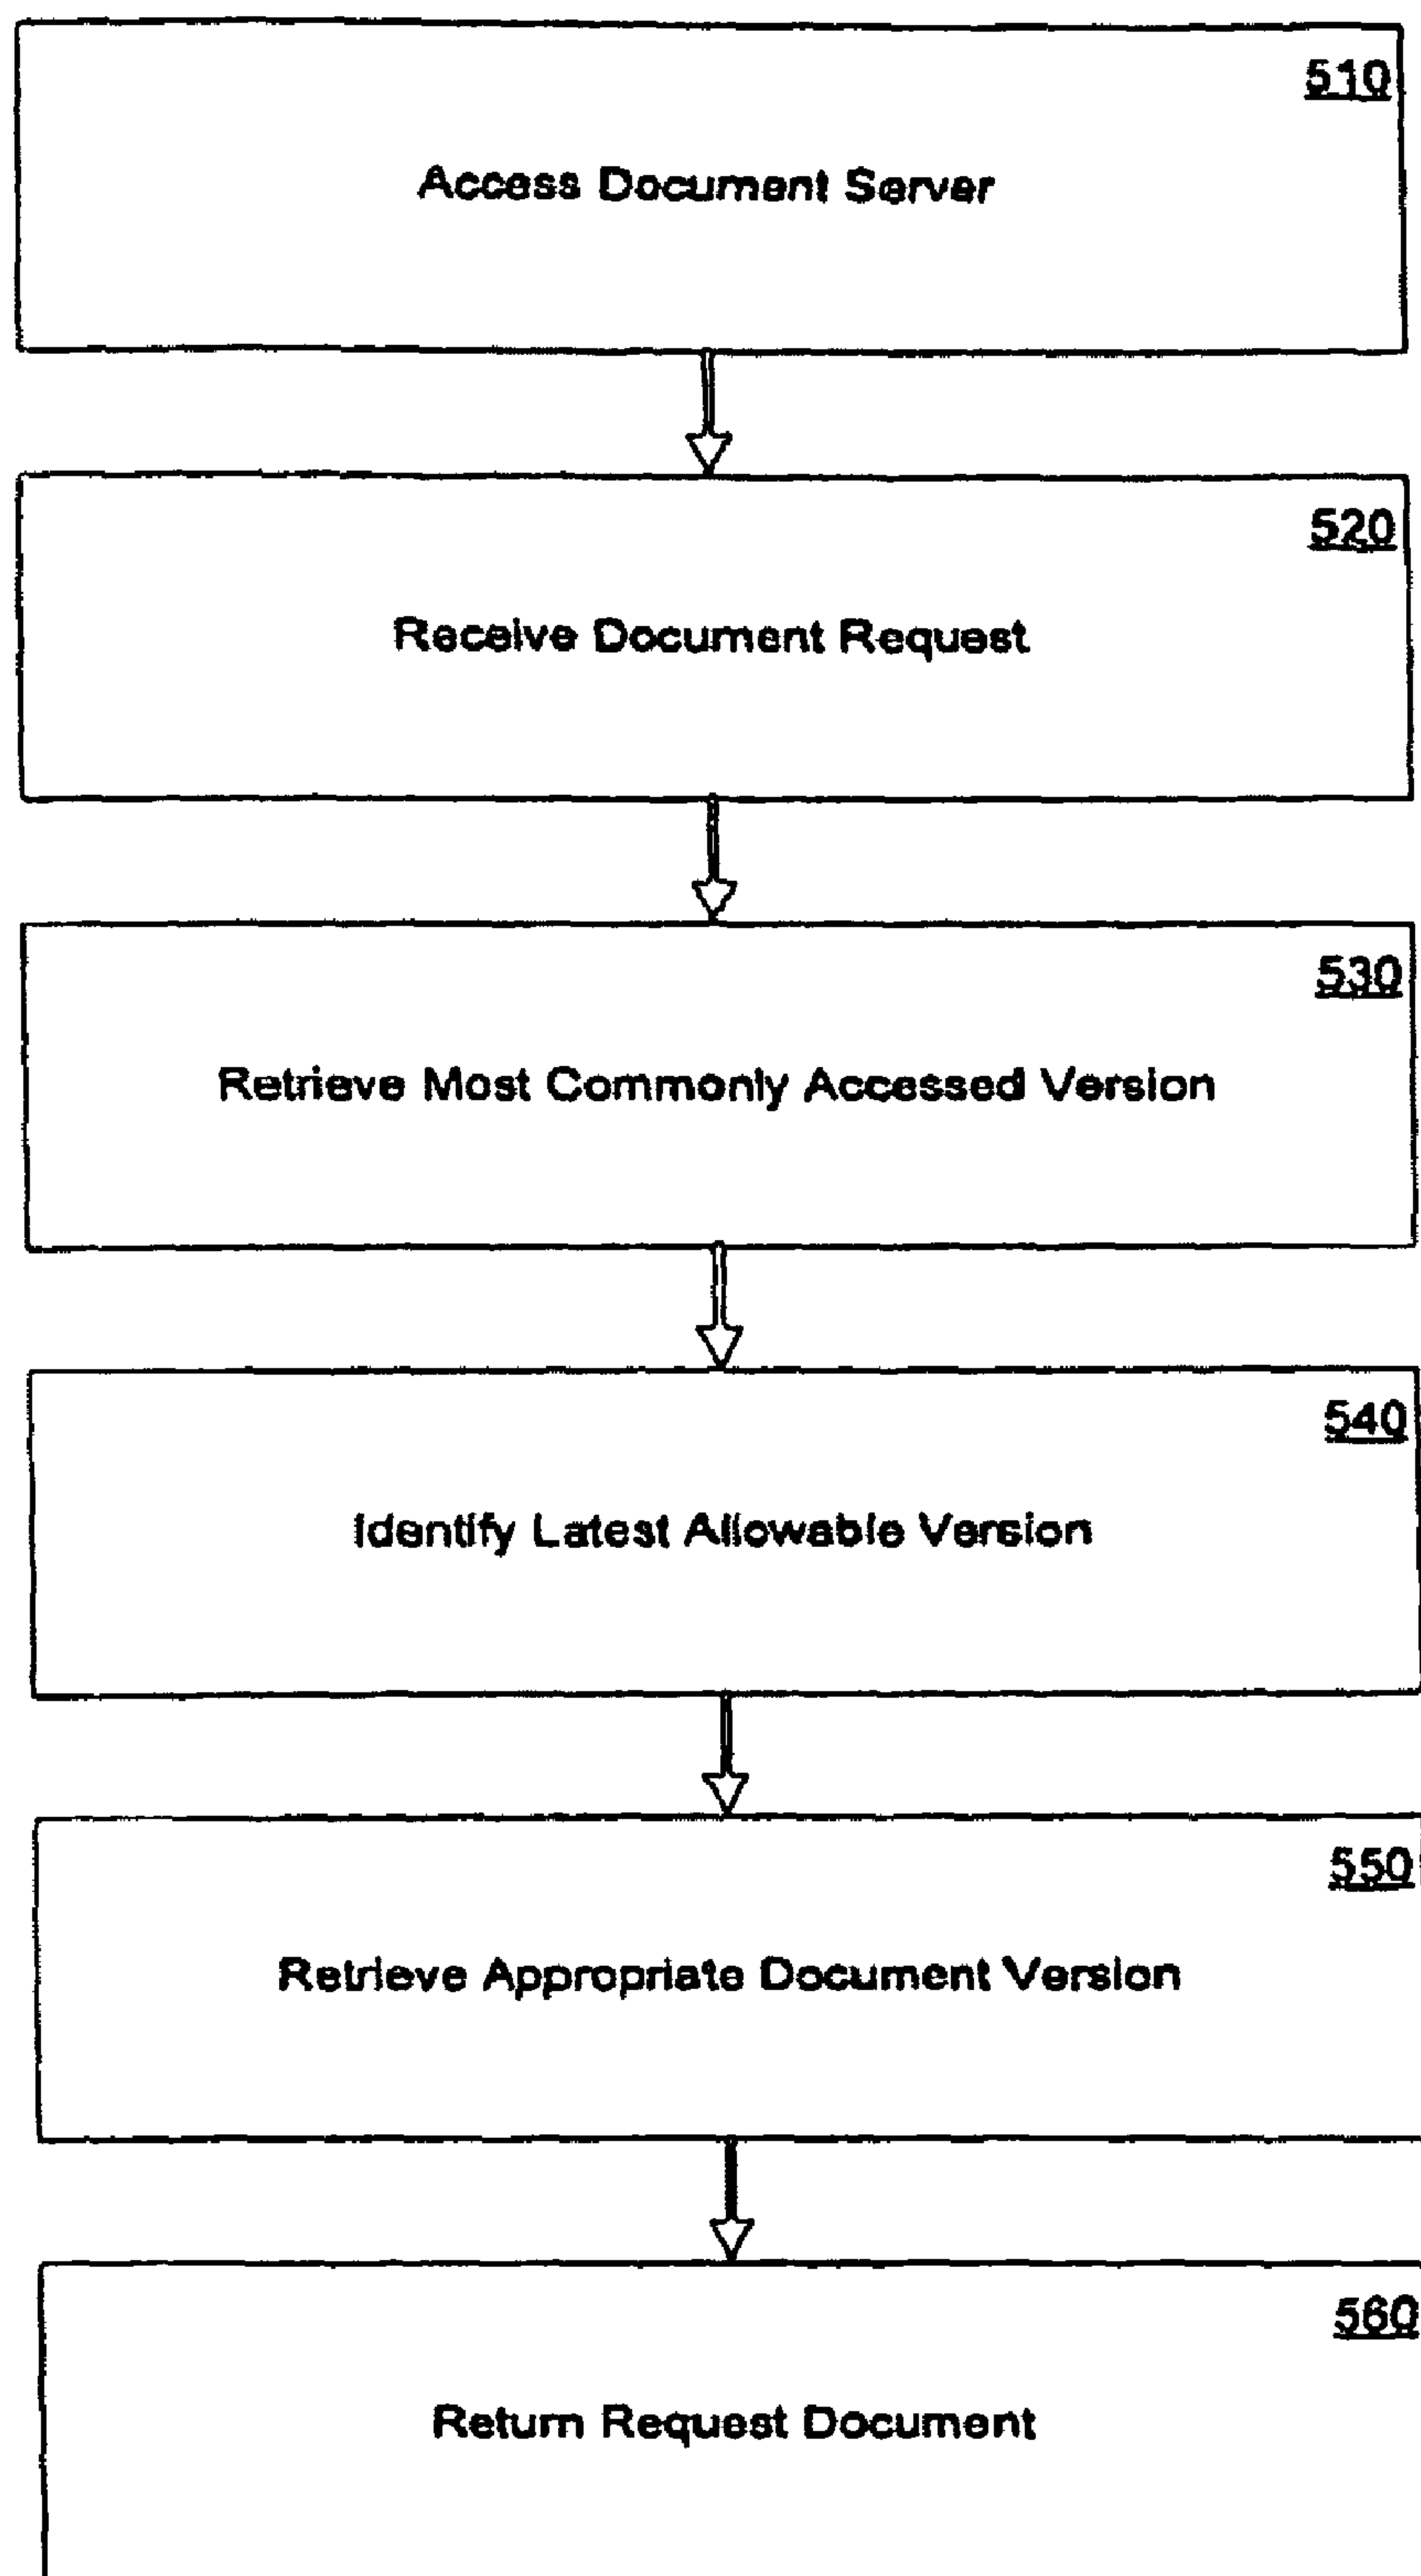 510
Access Document Server
520
Receive Document Request
530
Retrieve Most Commonly Accessed Version
540
Identify Latest Allowable Version
550
Retrieve Appropriate Document Version
560
Return Request Document